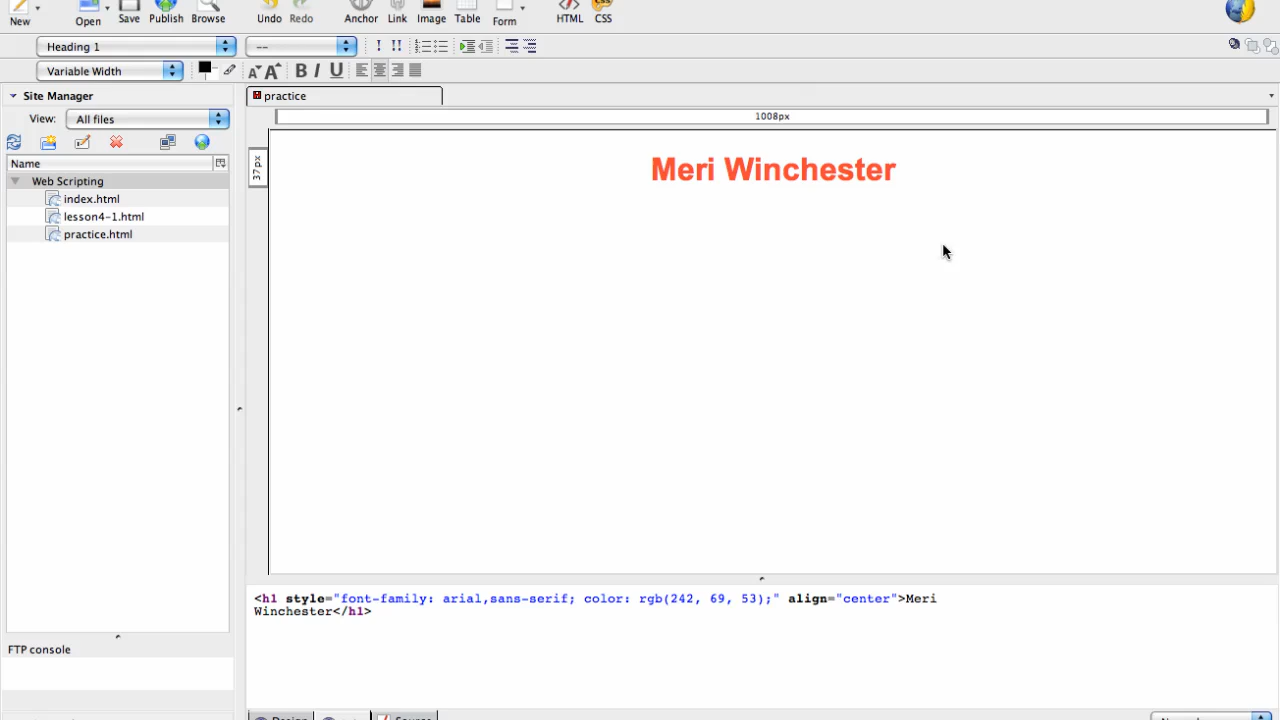 New Open Save Publish Browse Undo Redo Anchor Link Image Table Form HTML CSS
Heading 1 -- ! !!
Variable Width A A B I U
Site Manager practice
View: All files 1008px
37px
Name
Web Scripting
index.html
lesson4-1.html
practice.html
Meri Winchester
<h1 style="font-family: arial,sans-serif; color: rgb(242, 69, 53);" align="center">Meri
Winchester</h1>
FTP console
Design Source